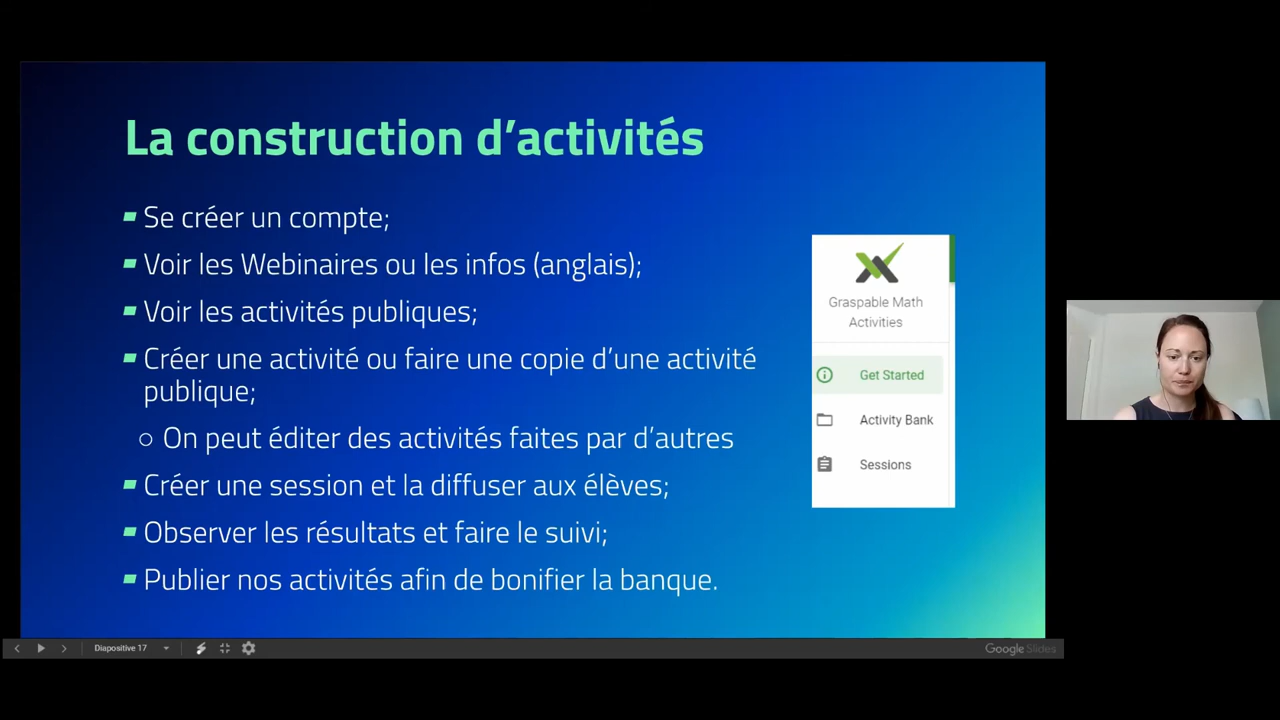 La construction d’activités
Se créer un compte;
Voir les Webinaires ou les infos (anglais);
Voir les activités publiques;
Créer une activité ou faire une copie d’une activité
publique;
On peut éditer des activités faites par d’autres
Créer une session et la diffuser aux élèves;
Observer les résultats et faire le suivi;
Publier nos activités afin de bonifier la banque.
Graspable Math
Activities
Get Started
Activity Bank
Sessions
Diapositive 17
Google Slides